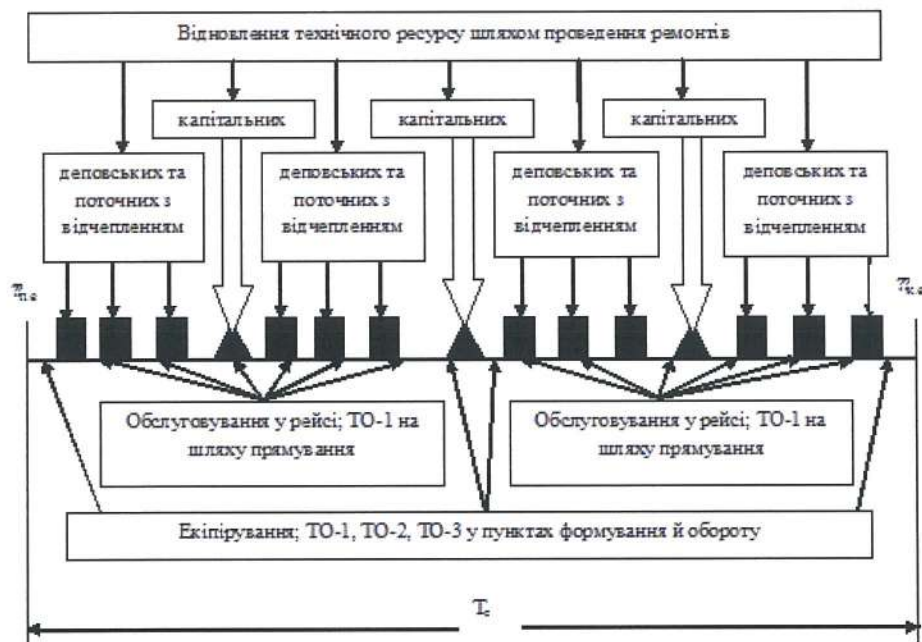 Відновлення технічного ресурсу шляхом проведення ремонтів
капітальних
капітальних
капітальних
деповських та
поточних з
відчепленням
деповських та
поточних з
відчепленням
деповських та
поточних з
відчепленням
деповських та
поточних з
відчепленням
Обслуговування у рейсі; ТО-1 на
шляху прямування
Обслуговування у рейсі; ТО-1 на
шляху прямування
Екіпірування; ТО-1, ТО-2, ТО-3 у пунктах формування й обороту